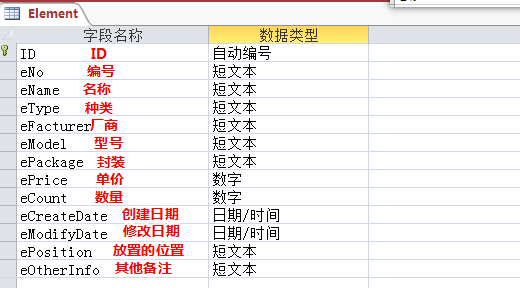 Element
字段名称 数据类型
ID ID 自动编号
eNo 编号 短文本
eName 名称 短文本
eType 种类 短文本
eFacturer 厂商 短文本
eModel 型号 短文本
ePackage 封装 短文本
ePrice 单价 数字
eCount 数量 数字
eCreateDate 创建日期 日期/时间
eModifyDate 修改日期 日期/时间
ePosition 放置的位置 短文本
eOtherInfo 其他备注 短文本